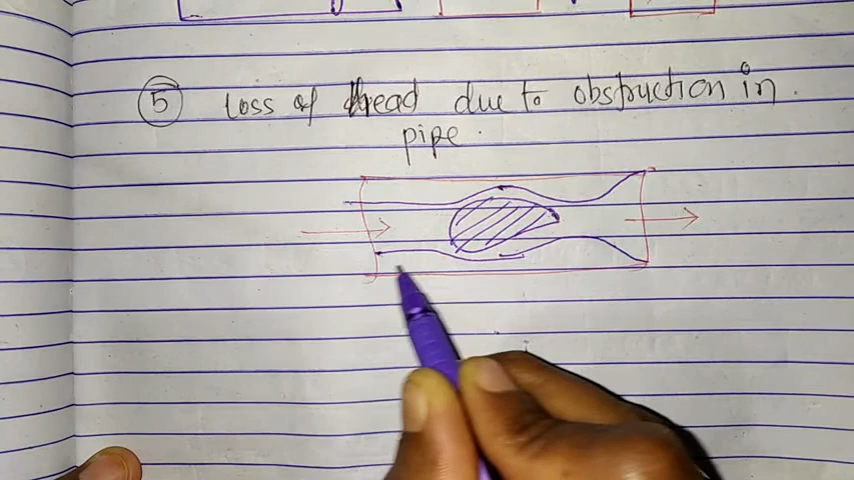 5 Loss of head due to obstruction in.
pipe.